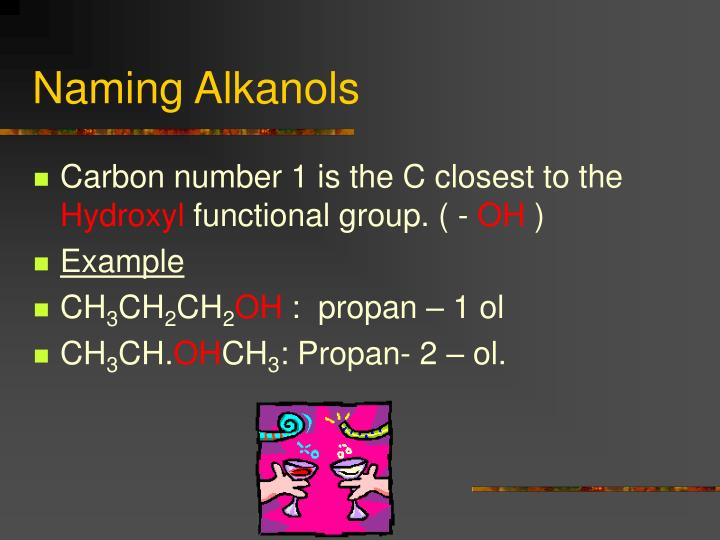 Naming Alkanols
Carbon number 1 is the C closest to the
Hydroxyl functional group. ( - OH )
Example
CH₃CH₂CH₂OH :  propan – 1 ol
CH₃CH.OHCH₃: Propan- 2 – ol.